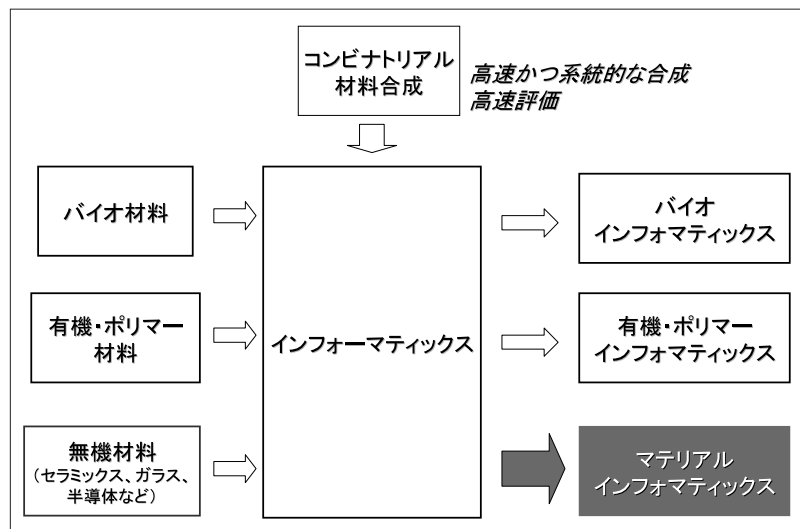 コンビナトリアル
材料合成
高速かつ系統的な合成
高速評価
バイオ材料
バイオ
インフォマティックス
有機・ポリマー
材料
インフォーマティックス
有機・ポリマー
インフォマティックス
無機材料
（セラミックス、ガラス、
半導体など）
マテリアル
インフォマティックス